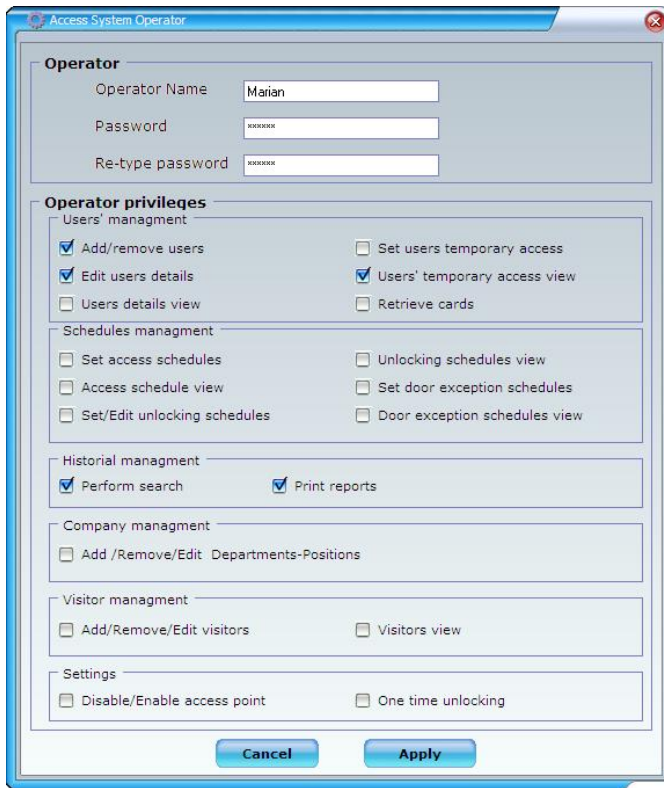 Access System Operator
Operator
Operator Name Marian
Password ******
Re-type password ******
Operator privileges
Users' managment
Add/remove users Set users temporary access
Edit users details Users' temporary access view
Users details view Retrieve cards
Schedules managment
Set access schedules Unlocking schedules view
Access schedule view Set door exception schedules
Set/Edit unlocking schedules Door exception schedules view
Historial managment
Perform search Print reports
Company managment
Add /Remove/Edit Departments-Positions
Visitor managment
Add/Remove/Edit visitors Visitors view
Settings
Disable/Enable access point One time unlocking
Cancel Apply